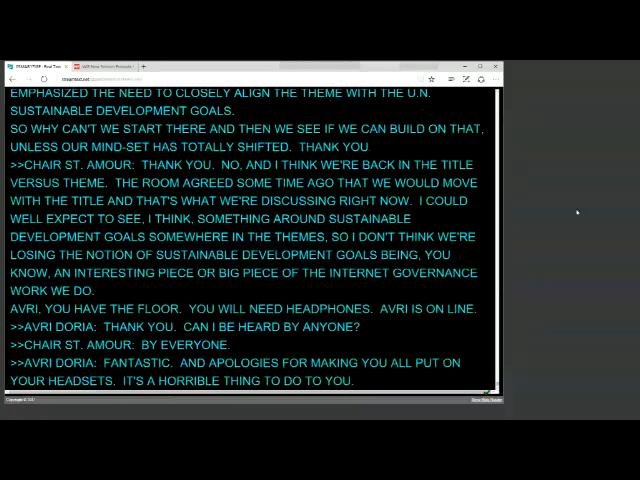 EMPHASIZED THE NEED TO CLOSELY ALIGN THE THEME WITH THE U.N.
SUSTAINABLE DEVELOPMENT GOALS.
SO WHY CAN'T WE START THERE AND THEN WE SEE IF WE CAN BUILD ON THAT,
UNLESS OUR MIND-SET HAS TOTALLY SHIFTED. THANK YOU
>>CHAIR ST. AMOUR: THANK YOU. NO, AND I THINK WE'RE BACK IN THE TITLE
VERSUS THEME. THE ROOM AGREED SOME TIME AGO THAT WE WOULD MOVE
WITH THE TITLE AND THAT'S WHAT WE'RE DISCUSSING RIGHT NOW. I COULD
WELL EXPECT TO SEE, I THINK, SOMETHING AROUND SUSTAINABLE
DEVELOPMENT GOALS SOMEWHERE IN THE THEMES, SO I DON'T THINK WE'RE
LOSING THE NOTION OF SUSTAINABLE DEVELOPMENT GOALS BEING, YOU
KNOW, AN INTERESTING PIECE OR BIG PIECE OF THE INTERNET GOVERNANCE
WORK WE DO.
AVRI, YOU HAVE THE FLOOR. YOU WILL NEED HEADPHONES. AVRI IS ON LINE.
>>AVRI DORIA: THANK YOU. CAN I BE HEARD BY ANYONE?
>>CHAIR ST. AMOUR: BY EVERYONE.
>>AVRI DORIA: FANTASTIC. AND APOLOGIES FOR MAKING YOU ALL PUT ON
YOUR HEADSETS. IT'S A HORRIBLE THING TO DO TO YOU.